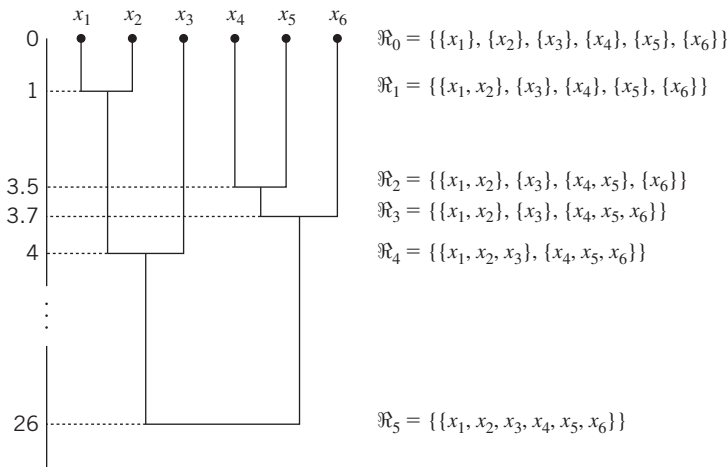 x₁ x₂ x₃ x₄ x₅ x₆
0 ℜ₀ = {{x₁}, {x₂}, {x₃}, {x₄}, {x₅}, {x₆}}
1 ℜ₁ = {{x₁, x₂}, {x₃}, {x₄}, {x₅}, {x₆}}
3.5 ℜ₂ = {{x₁, x₂}, {x₃}, {x₄, x₅}, {x₆}}
3.7 ℜ₃ = {{x₁, x₂}, {x₃}, {x₄, x₅, x₆}}
4 ℜ₄ = {{x₁, x₂, x₃}, {x₄, x₅, x₆}}
26 ℜ₅ = {{x₁, x₂, x₃, x₄, x₅, x₆}}